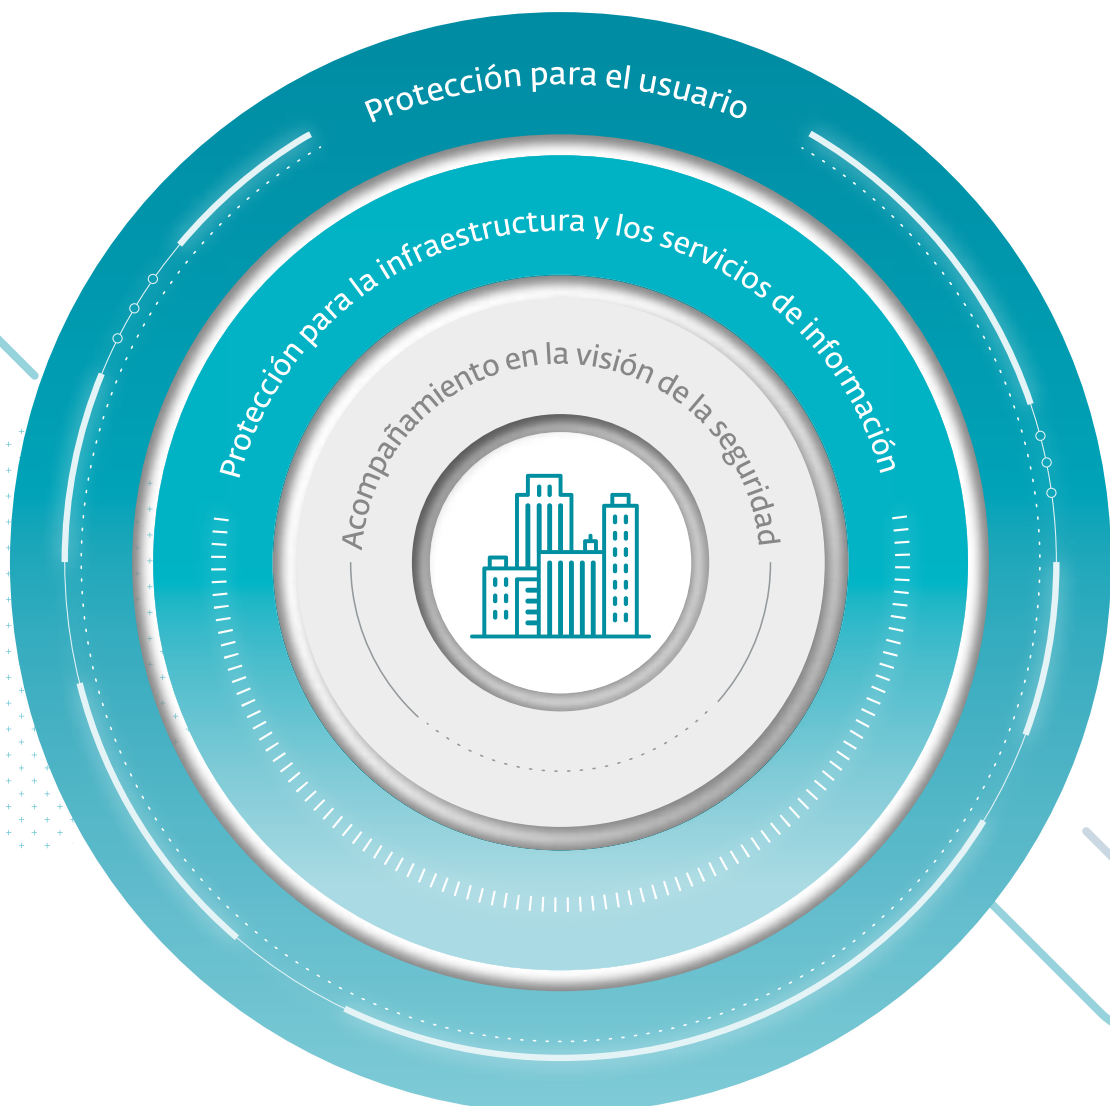 Protección para el usuario
Protección para la infraestructura y los servicios de información
Acompañamiento en la visión de la seguridad